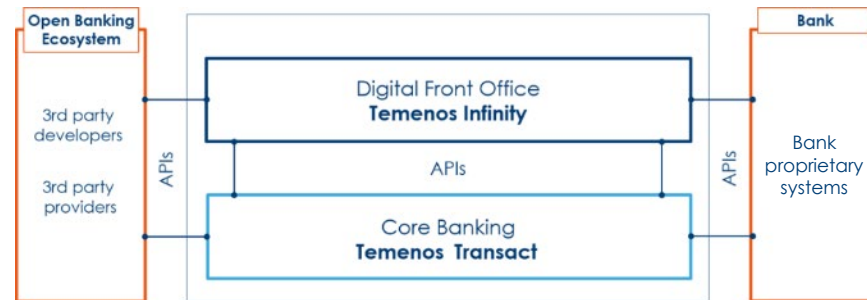 Open Banking
Ecosystem
3rd party
developers
3rd party
providers
APIs
Digital Front Office
Temenos Infinity
APIs
Core Banking
Temenos Transact
APIs
Bank
Bank
proprietary
systems